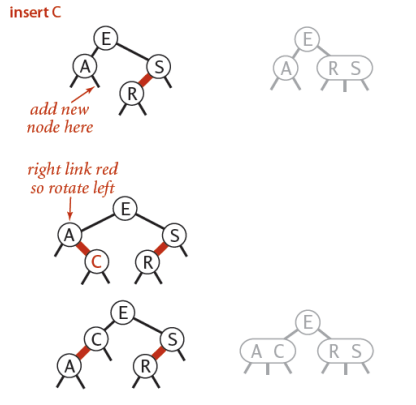 insert C
E
E
A
S
A
R S
R
add new
node here
right link red
so rotate left
E
A
S
C
R
E
E
C
S
A C
R S
A
R